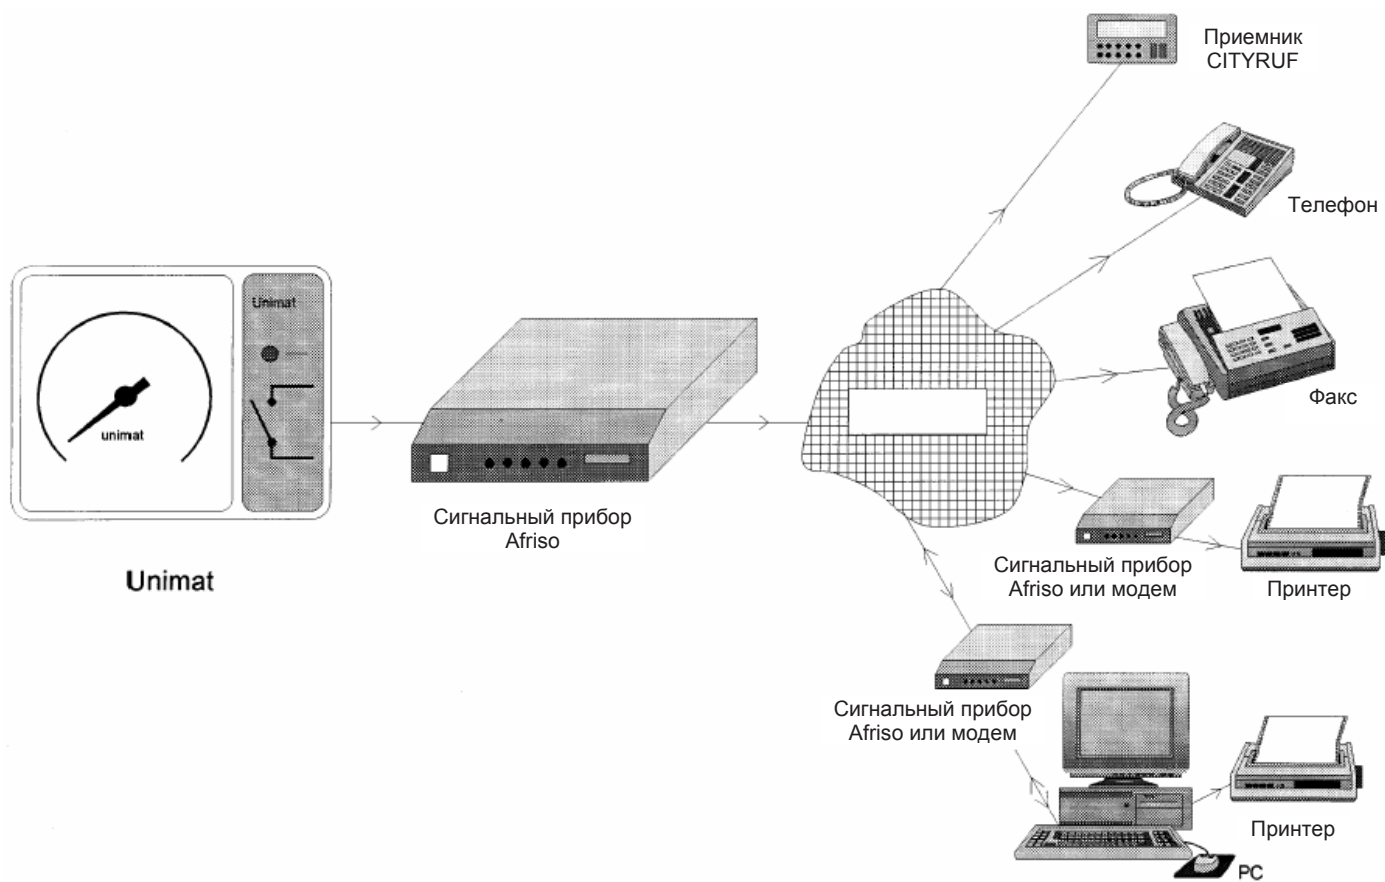 Приемник
CITYRUF
Телефон
Unimat
unimat
Факс
Сигнальный прибор
Afriso
Unimat
Сигнальный прибор
Afriso или модем
Принтер
Сигнальный прибор
Afriso или модем
Принтер
PC